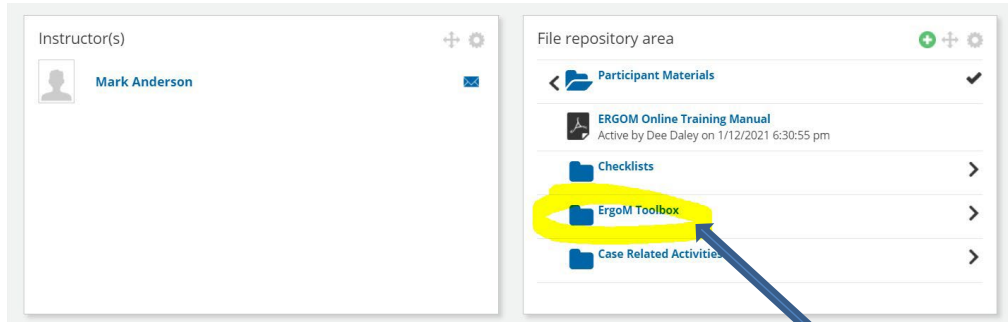 Instructor(s)
Mark Anderson
File repository area
Participant Materials
ERGOM Online Training Manual
Active by Dee Daley on 1/12/2021 6:30:55 pm
Checklists
ErgoM Toolbox
Case Related Activities